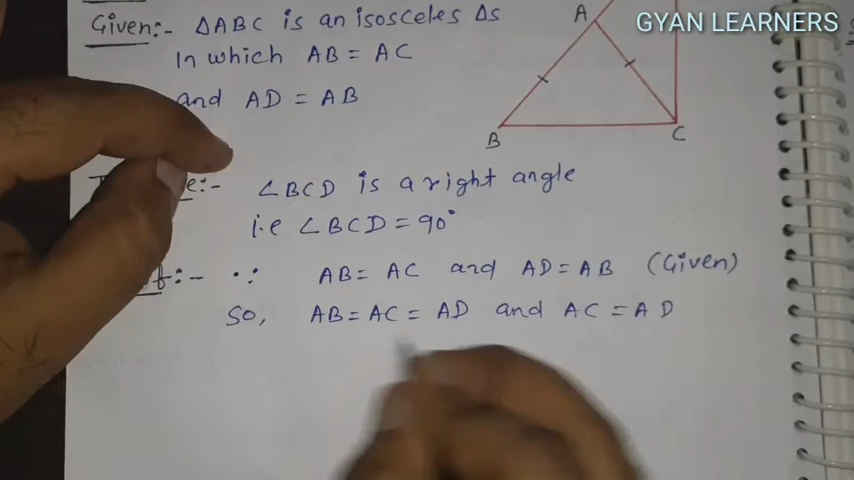 Given:- ΔABC is an isosceles Δs
In which AB = AC
and AD = AB
A
B
C
GYAN LEARNERS
:- ∠BCD is a right angle
i.e ∠BCD = 90°
:- ∵ AB = AC and AD = AB (Given)
So, AB = AC = AD and AC = AD